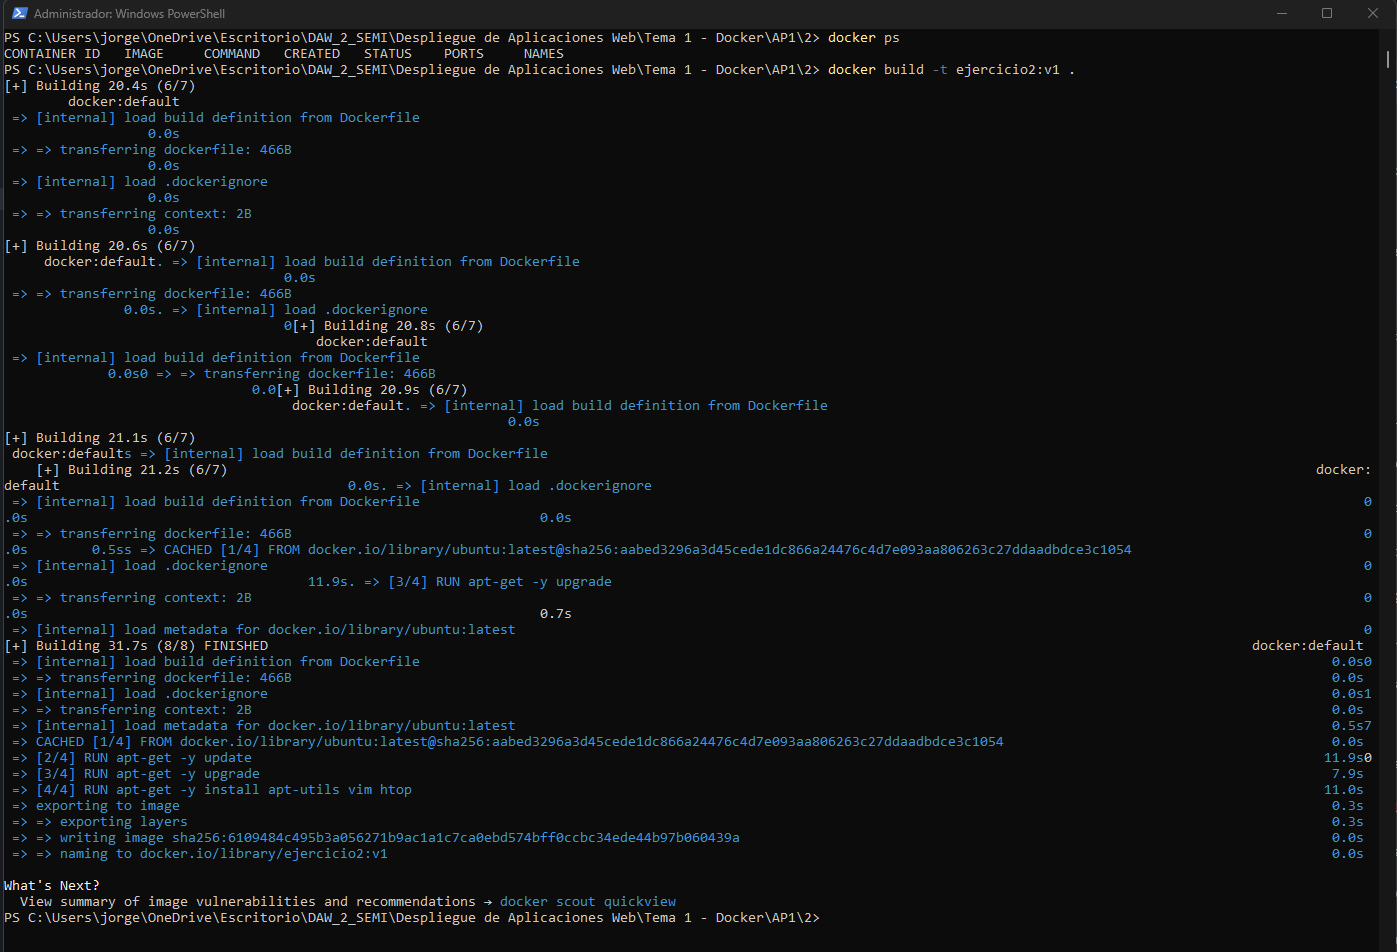 Administrador: Windows PowerShell
PS C:\Users\jorge\OneDrive\Escritorio\DAW_2_SEMI\Despliegue de Aplicaciones Web\Tema 1 - Docker\AP1\2> docker ps
CONTAINER ID   IMAGE     COMMAND   CREATED   STATUS    PORTS     NAMES
PS C:\Users\jorge\OneDrive\Escritorio\DAW_2_SEMI\Despliegue de Aplicaciones Web\Tema 1 - Docker\AP1\2> docker build -t ejercicio2:v1 .
[+] Building 20.4s (6/7)
docker:default
=> [internal] load build definition from Dockerfile
0.0s
=> => transferring dockerfile: 466B
0.0s
=> [internal] load .dockerignore
0.0s
=> => transferring context: 2B
0.0s
[+] Building 20.6s (6/7)
docker:default. => [internal] load build definition from Dockerfile
0.0s
=> => transferring dockerfile: 466B
0.0s. => [internal] load .dockerignore
0[+] Building 20.8s (6/7)
docker:default
=> [internal] load build definition from Dockerfile
0.0s0 => => transferring dockerfile: 466B
0.0[+] Building 20.9s (6/7)
docker:default. => [internal] load build definition from Dockerfile
0.0s
[+] Building 21.1s (6/7)
docker:defaults => [internal] load build definition from Dockerfile
[+] Building 21.2s (6/7) docker:
default 0.0s. => [internal] load .dockerignore
=> [internal] load build definition from Dockerfile 0
.0s 0.0s
=> => transferring dockerfile: 466B 0
.0s 0.5ss => CACHED [1/4] FROM docker.io/library/ubuntu:latest@sha256:aabed3296a3d45cede1dc866a24476c4d7e093aa806263c27ddaadbdce3c1054
=> [internal] load .dockerignore 0
.0s 11.9s. => [3/4] RUN apt-get -y upgrade
=> => transferring context: 2B 0
.0s 0.7s
=> [internal] load metadata for docker.io/library/ubuntu:latest 0
[+] Building 31.7s (8/8) FINISHED docker:default
=> [internal] load build definition from Dockerfile 0.0s0
=> => transferring dockerfile: 466B 0.0s
=> [internal] load .dockerignore 0.0s1
=> => transferring context: 2B 0.0s
=> [internal] load metadata for docker.io/library/ubuntu:latest 0.5s7
=> CACHED [1/4] FROM docker.io/library/ubuntu:latest@sha256:aabed3296a3d45cede1dc866a24476c4d7e093aa806263c27ddaadbdce3c1054 0.0s
=> [2/4] RUN apt-get -y update 11.9s0
=> [3/4] RUN apt-get -y upgrade 7.9s
=> [4/4] RUN apt-get -y install apt-utils vim htop 11.0s
=> exporting to image 0.3s
=> => exporting layers 0.3s
=> => writing image sha256:6109484c495b3a056271b9ac1a1c7ca0ebd574bff0ccbc34ede44b97b060439a 0.0s
=> => naming to docker.io/library/ejercicio2:v1 0.0s
What's Next?
View summary of image vulnerabilities and recommendations → docker scout quickview
PS C:\Users\jorge\OneDrive\Escritorio\DAW_2_SEMI\Despliegue de Aplicaciones Web\Tema 1 - Docker\AP1\2>